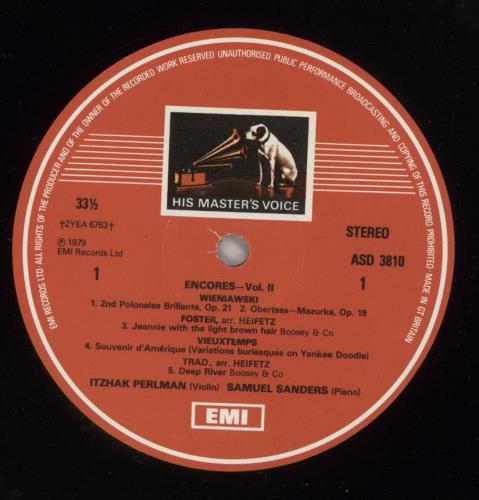 EMI RECORDS LTD·ALL RIGHTS OF THE PRODUCER AND OF THE OWNER OF THE RECORDED WORK RESERVED UNAUTHORISED PUBLIC PERFORMANCE BROADCASTING AND COPYING OF THIS RECORD PROHIBITED MADE IN GT BRITAIN
HIS MASTER'S VOICE
33⅓
†2YEA 6763†
Ⓟ 1979
EMI Records Ltd
1
STEREO
ASD 3810
1
ENCORES—Vol. II
WIENIAWSKI
1. 2nd Polonaise Brillante, Op. 21 2. Obertass—Mazurka, Op. 19
FOSTER, arr. HEIFETZ
3. Jeannie with the light brown hair Boosey & Co
VIEUXTEMPS
4. Souvenir d'Amérique (Variations burlesques on Yankee Doodle)
TRAD., arr. HEIFETZ
5. Deep River Boosey & Co
ITZHAK PERLMAN (Violin) SAMUEL SANDERS (Piano)
EMI